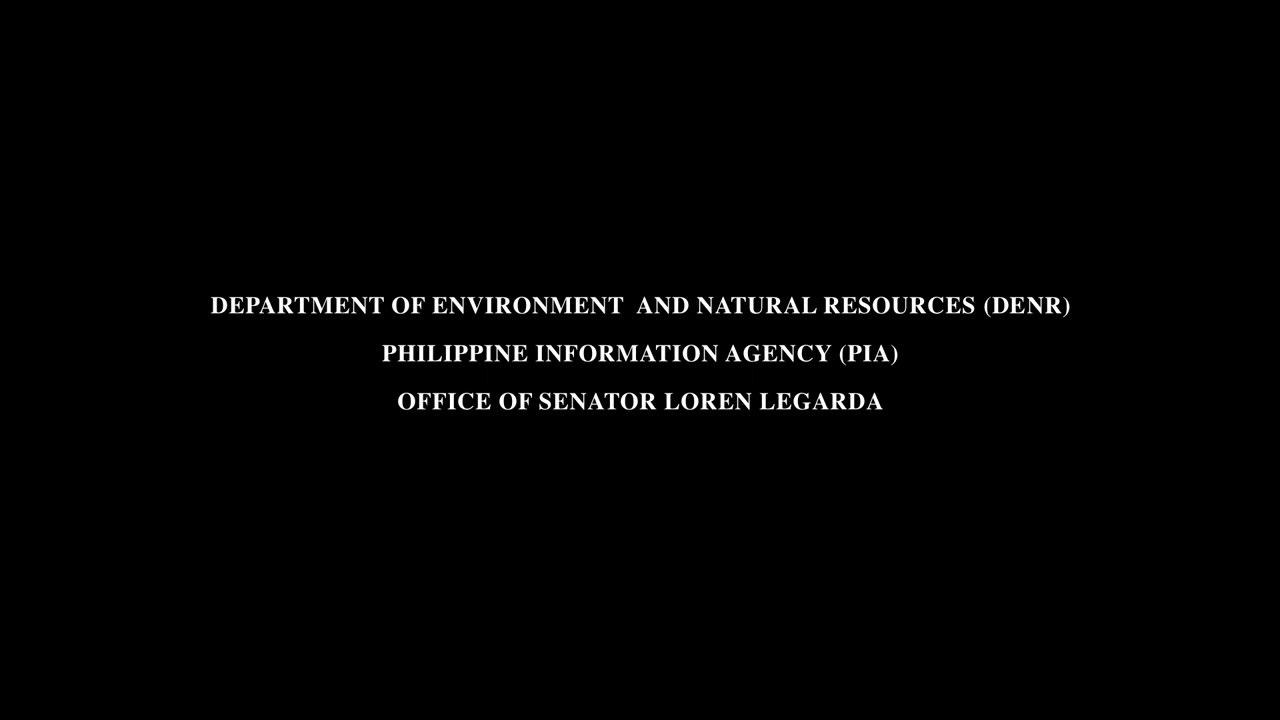 DEPARTMENT OF ENVIRONMENT  AND NATURAL RESOURCES (DENR)
PHILIPPINE INFORMATION AGENCY (PIA)
OFFICE OF SENATOR LOREN LEGARDA